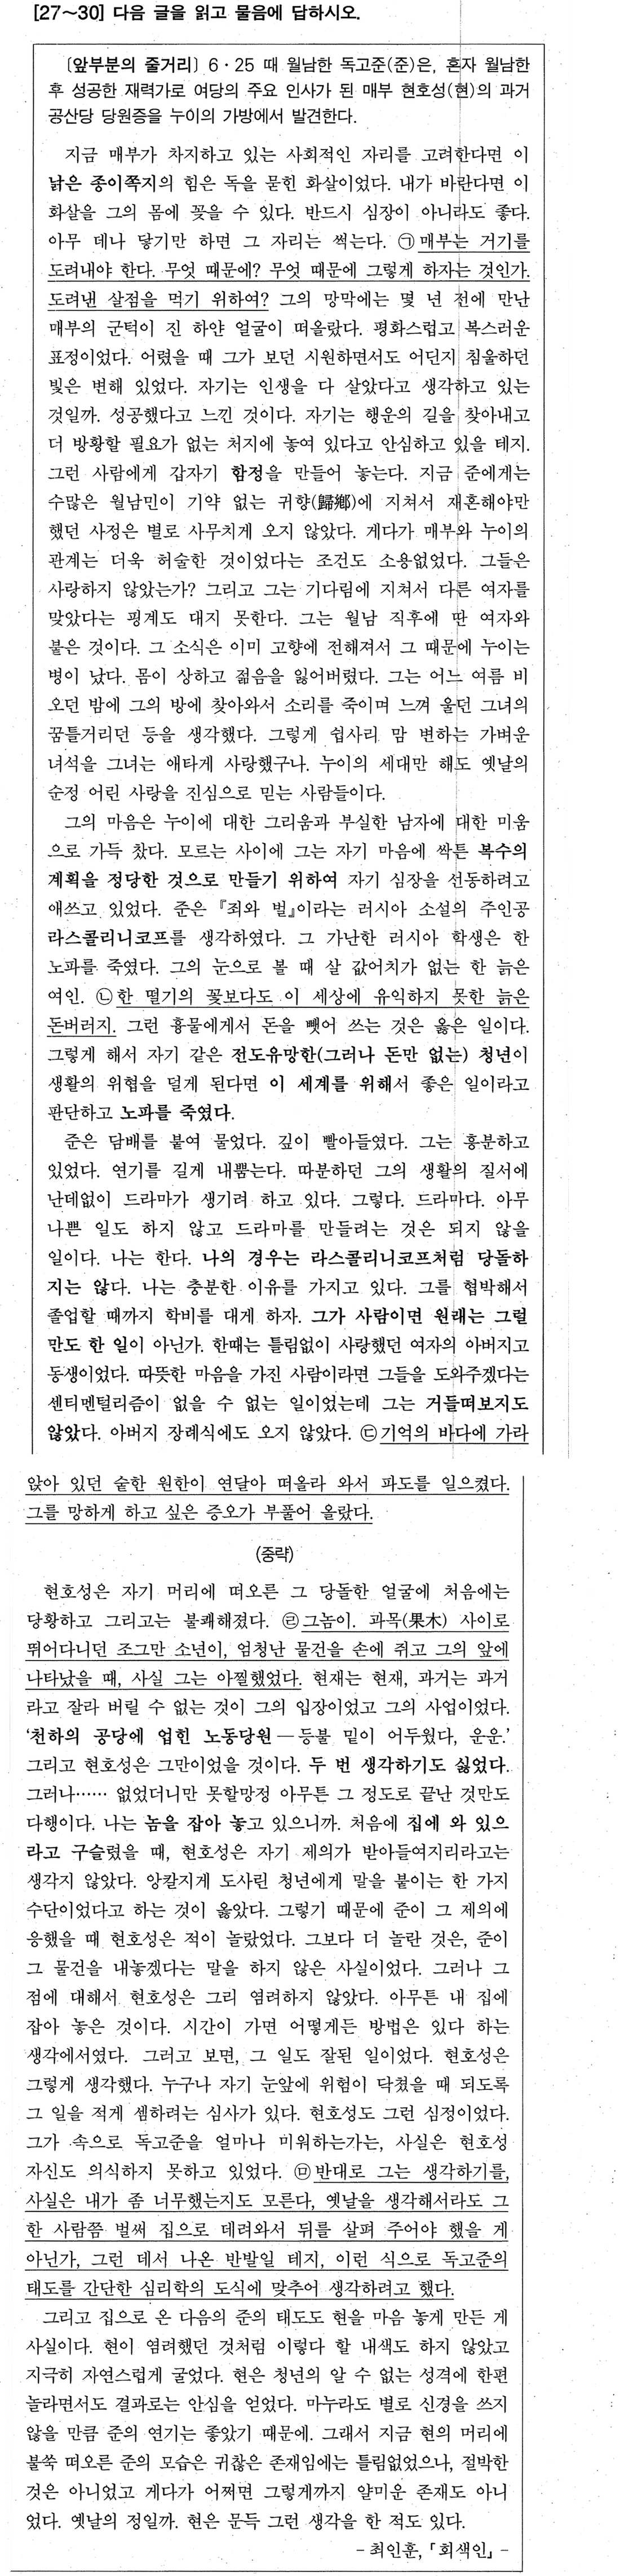 [27~30] 다음 글을 읽고 물음에 답하시오.
〔앞부분의 줄거리〕 6·25 때 월남한 독고준(준)은, 혼자 월남한
후 성공한 재력가로 여당의 주요 인사가 된 매부 현호성(현)의 과거
공산당 당원증을 누이의 가방에서 발견한다.
지금 매부가 차지하고 있는 사회적인 자리를 고려한다면 이
낡은 종이쪽지의 힘은 독을 묻힌 화살이었다. 내가 바란다면 이
화살을 그의 몸에 꽂을 수 있다. 반드시 심장이 아니라도 좋다.
아무 데나 닿기만 하면 그 자리는 썩는다. ㉠매부는 거기를
도려내야 한다. 무엇 때문에? 무엇 때문에 그렇게 하자는 것인가.
도려낸 살점을 먹기 위하여? 그의 망막에는 몇 년 전에 만난
매부의 군턱이 진 하얀 얼굴이 떠올랐다. 평화스럽고 복스러운
표정이었다. 어렸을 때 그가 보던 시원하면서도 어딘지 침울하던
빛은 변해 있었다. 자기는 인생을 다 살았다고 생각하고 있는
것일까. 성공했다고 느낀 것이다. 자기는 행운의 길을 찾아내고
더 방황할 필요가 없는 처지에 놓여 있다고 안심하고 있을 테지.
그런 사람에게 갑자기 함정을 만들어 놓는다. 지금 준에게는
수많은 월남민이 기약 없는 귀향(歸鄕)에 지쳐서 재혼해야만
했던 사정은 별로 사무치게 오지 않았다. 게다가 매부와 누이의
관계는 더욱 허술한 것이었다는 조건도 소용없었다. 그들은
사랑하지 않았는가? 그리고 그는 기다림에 지쳐서 다른 여자를
맞았다는 핑계도 대지 못한다. 그는 월남 직후에 딴 여자와
붙은 것이다. 그 소식은 이미 고향에 전해져서 그 때문에 누이는
병이 났다. 몸이 상하고 젊음을 잃어버렸다. 그는 어느 여름 비
오던 밤에 그의 방에 찾아와서 소리를 죽이며 느껴 울던 그녀의
꿈틀거리던 등을 생각했다. 그렇게 쉽사리 맘 변하는 가벼운
녀석을 그녀는 애타게 사랑했구나. 누이의 세대만 해도 옛날의
순정 어린 사랑을 진심으로 믿는 사람들이다.
그의 마음은 누이에 대한 그리움과 부실한 남자에 대한 미움
으로 가득 찼다. 모르는 사이에 그는 자기 마음에 싹튼 복수의
계획을 정당한 것으로 만들기 위하여 자기 심장을 선동하려고
애쓰고 있었다. 준은 『죄와 벌』이라는 러시아 소설의 주인공
라스콜리니코프를 생각하였다. 그 가난한 러시아 학생은 한
노파를 죽였다. 그의 눈으로 볼 때 살 값어치가 없는 한 늙은
여인. ㉡한 떨기의 꽃보다도 이 세상에 유익하지 못한 늙은
돈버러지. 그런 흉물에게서 돈을 뺏어 쓰는 것은 옳은 일이다.
그렇게 해서 자기 같은 전도유망한(그러나 돈만 없는) 청년이
생활의 위협을 덜게 된다면 이 세계를 위해서 좋은 일이라고
판단하고 노파를 죽였다.
준은 담배를 붙여 물었다. 깊이 빨아들였다. 그는 흥분하고
있었다. 연기를 길게 내뿜는다. 따분하던 그의 생활의 질서에
난데없이 드라마가 생기려 하고 있다. 그렇다. 드라마다. 아무
나쁜 일도 하지 않고 드라마를 만들려는 것은 되지 않을
일이다. 나는 한다. 나의 경우는 라스콜리니코프처럼 당돌하
지는 않다. 나는 충분한 이유를 가지고 있다. 그를 협박해서
졸업할 때까지 학비를 대게 하자. 그가 사람이면 원래는 그럴
만도 한 일이 아닌가. 한때는 틀림없이 사랑했던 여자의 아버지고
동생이었다. 따뜻한 마음을 가진 사람이라면 그들을 도와주겠다는
센티멘털리즘이 없을 수 없는 일이었는데 그는 거들떠보지도
않았다. 아버지 장례식에도 오지 않았다. ㉢기억의 바다에 가라
앉아 있던 숱한 원한이 연달아 떠올라 와서 파도를 일으켰다.
그를 망하게 하고 싶은 증오가 부풀어 올랐다.
(중략)
현호성은 자기 머리에 떠오른 그 당돌한 얼굴에 처음에는
당황하고 그리고는 불쾌해졌다. ㉣그놈이. 과목(果木) 사이로
뛰어다니던 조그만 소년이, 엄청난 물건을 손에 쥐고 그의 앞에
나타났을 때, 사실 그는 아찔했었다. 현재는 현재, 과거는 과거
라고 잘라 버릴 수 없는 것이 그의 입장이었고 그의 사업이었다.
‘천하의 공당에 업힌 노동당원 ─ 등불 밑이 어두웠다, 운운.’
그리고 현호성은 그만이었을 것이다. 두 번 생각하기도 싫었다.
그러나…… 없었더니만 못할망정 아무튼 그 정도로 끝난 것만도
다행이다. 나는 놈을 잡아 놓고 있으니까. 처음에 집에 와 있으
라고 구슬렸을 때, 현호성은 자기 제의가 받아들여지리라고는
생각지 않았다. 앙칼지게 도사린 청년에게 말을 붙이는 한 가지
수단이었다고 하는 것이 옳았다. 그렇기 때문에 준이 그 제의에
응했을 때 현호성은 적이 놀랐었다. 그보다 더 놀란 것은, 준이
그 물건을 내놓겠다는 말을 하지 않은 사실이었다. 그러나 그
점에 대해서 현호성은 그리 염려하지 않았다. 아무튼 내 집에
잡아 놓은 것이다. 시간이 가면 어떻게든 방법은 있다 하는
생각에서였다. 그러고 보면, 그 일도 잘된 일이었다. 현호성은
그렇게 생각했다. 누구나 자기 눈앞에 위험이 닥쳤을 때 되도록
그 일을 적게 셈하려는 심사가 있다. 현호성도 그런 심정이었다.
그가 속으로 독고준을 얼마나 미워하는가는, 사실은 현호성
자신도 의식하지 못하고 있었다. ㉤반대로 그는 생각하기를,
사실은 내가 좀 너무했는지도 모른다, 옛날을 생각해서라도 그
한 사람쯤 벌써 집으로 데려와서 뒤를 살펴 주어야 했을 게
아닌가, 그런 데서 나온 반발일 테지, 이런 식으로 독고준의
태도를 간단한 심리학의 도식에 맞추어 생각하려고 했다.
그리고 집으로 온 다음의 준의 태도도 현을 마음 놓게 만든 게
사실이다. 현이 염려했던 것처럼 이렇다 할 내색도 하지 않았고
지극히 자연스럽게 굴었다. 현은 청년의 알 수 없는 성격에 한편
놀라면서도 결과로는 안심을 얻었다. 마누라도 별로 신경을 쓰지
않을 만큼 준의 연기는 좋았기 때문에. 그래서 지금 현의 머리에
불쑥 떠오른 준의 모습은 귀찮은 존재임에는 틀림없었으나, 절박한
것은 아니었고 게다가 어쩌면 그렇게까지 얄미운 존재도 아니
었다. 옛날의 정일까. 현은 문득 그런 생각을 한 적도 있다.
- 최인훈, 「회색인」 -